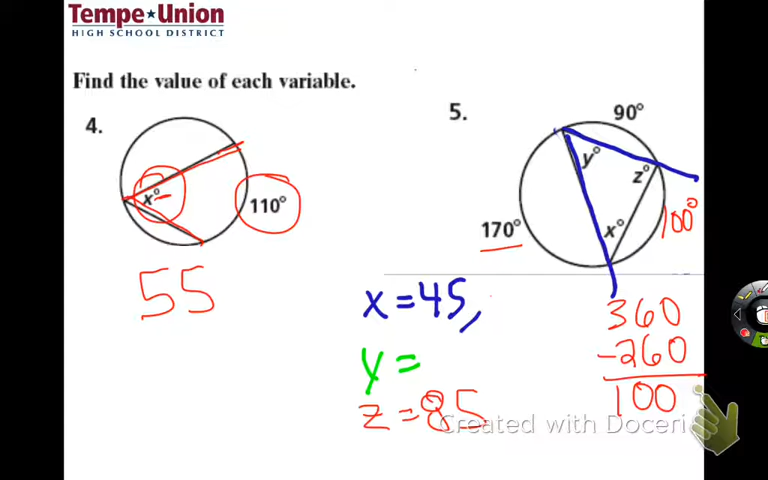 Tempe★Union
HIGH SCHOOL DISTRICT
Find the value of each variable.
4.
x°
110°
55
5.
90°
y°
z°
x°
170°
100°
x = 45,
y =
z = 85
360
-260
100
Created with Doceri